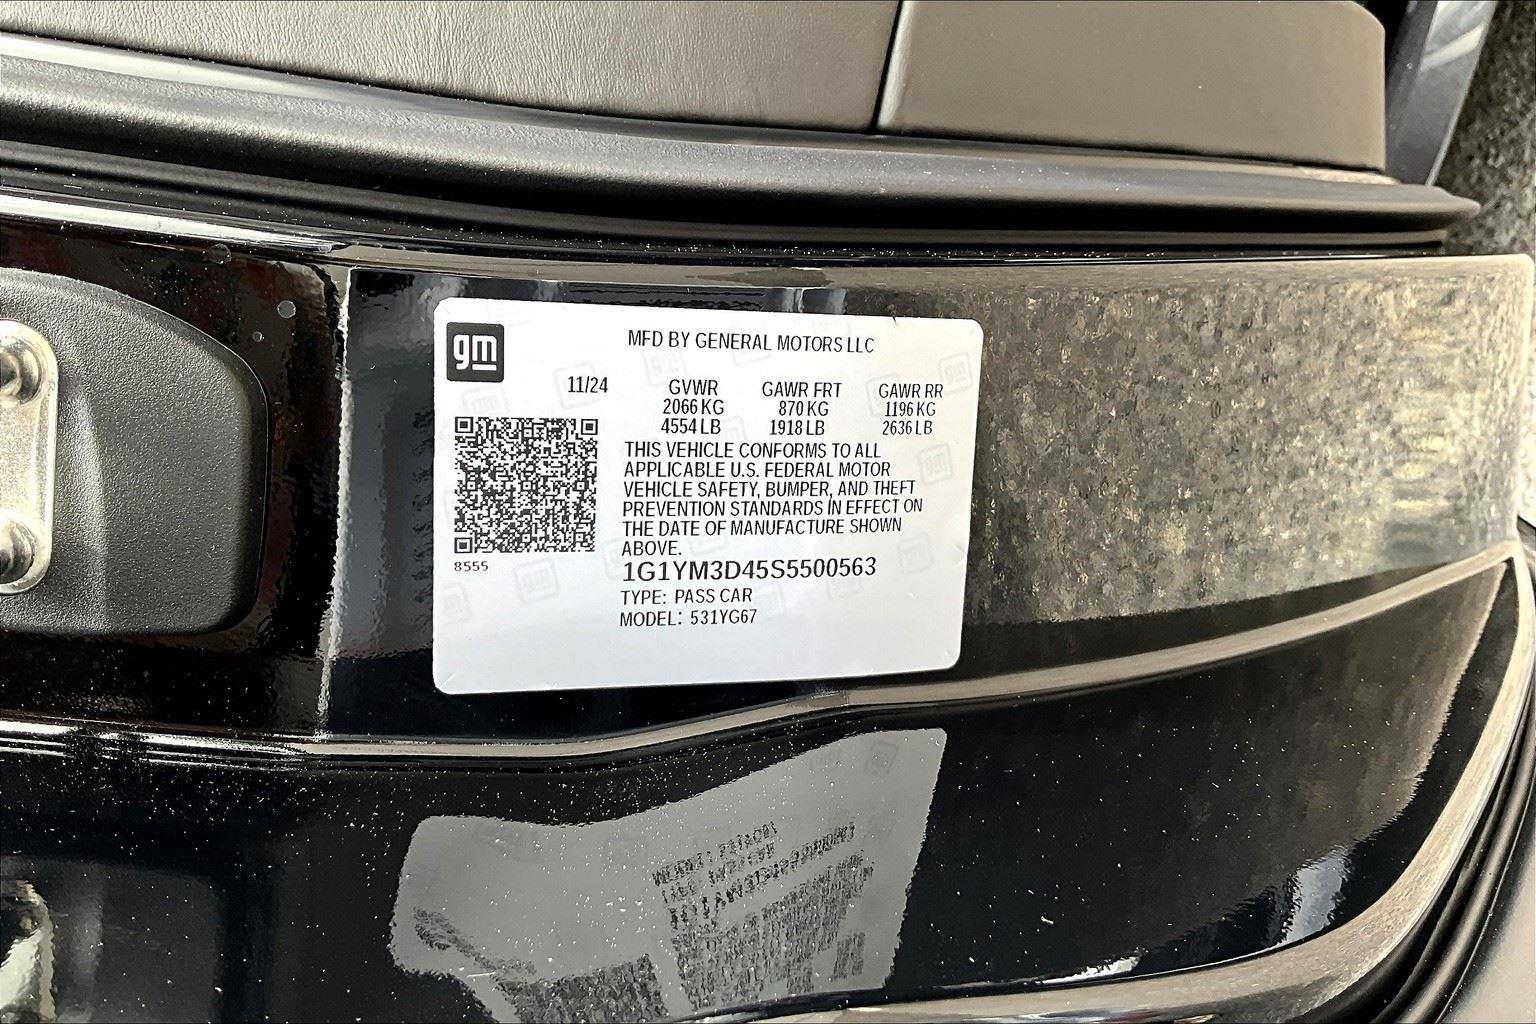 gm
MFD BY GENERAL MOTORS LLC
11/24 GVWR GAWR FRT GAWR RR
2066 KG 870 KG 1196 KG
4554 LB 1918 LB 2636 LB
THIS VEHICLE CONFORMS TO ALL
APPLICABLE U.S. FEDERAL MOTOR
VEHICLE SAFETY, BUMPER, AND THEFT
PREVENTION STANDARDS IN EFFECT ON
THE DATE OF MANUFACTURE SHOWN
ABOVE.
8555
1G1YM3D45S5500563
TYPE: PASS CAR
MODEL: 531YG67